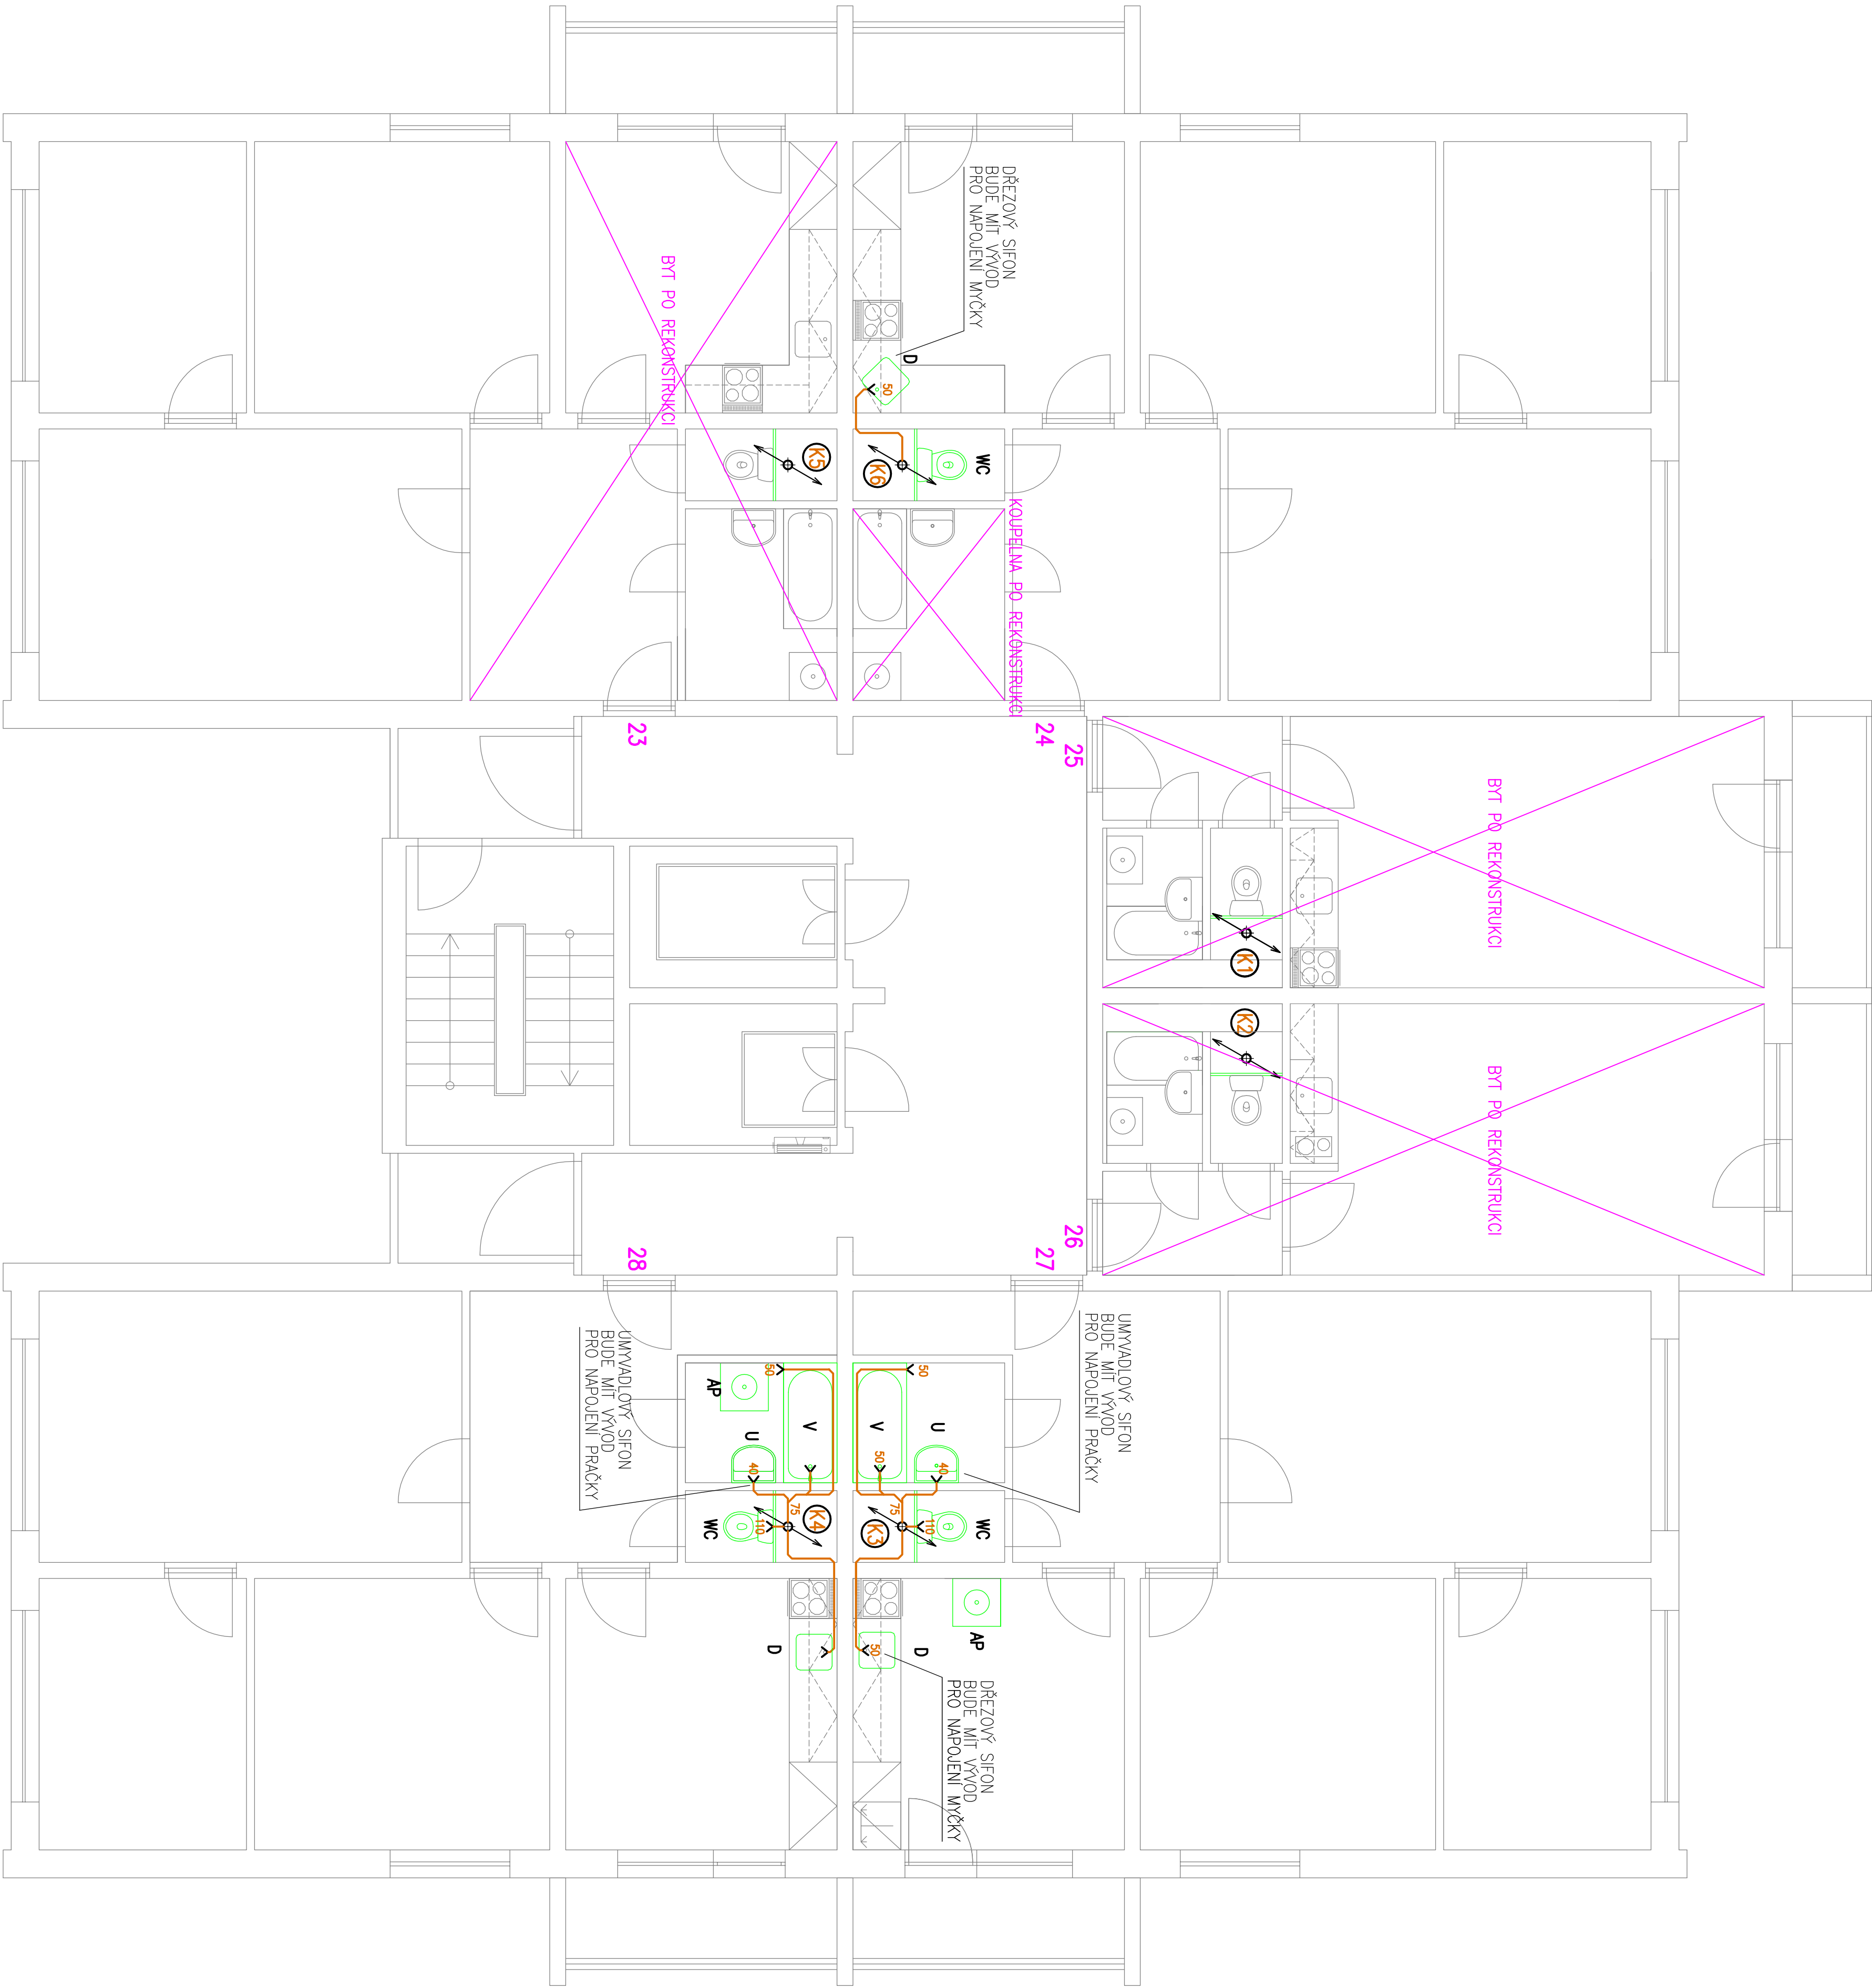 DŘEZOVÝ SIFON
BUDE MÍT VÝVOD
PRO NAPOJENÍ MYČKY
D
50
BYT PO REKONSTRUKCI
K5
K6
WC
KOUPELNA PO REKONSTRUKCI
23
24
25
BYT PO REKONSTRUKCI
K1
K2
BYT PO REKONSTRUKCI
26
27
28
UMYVADLOVÝ SIFON
BUDE MÍT VÝVOD
PRO NAPOJENÍ PRAČKY
UMYVADLOVÝ SIFON
BUDE MÍT VÝVOD
PRO NAPOJENÍ PRAČKY
50
50
AP
V
V
U
U
50
40
40
75
75
K4
K3
110
110
WC
WC
AP
D
D
50
DŘEZOVÝ SIFON
BUDE MÍT VÝVOD
PRO NAPOJENÍ MYČKY